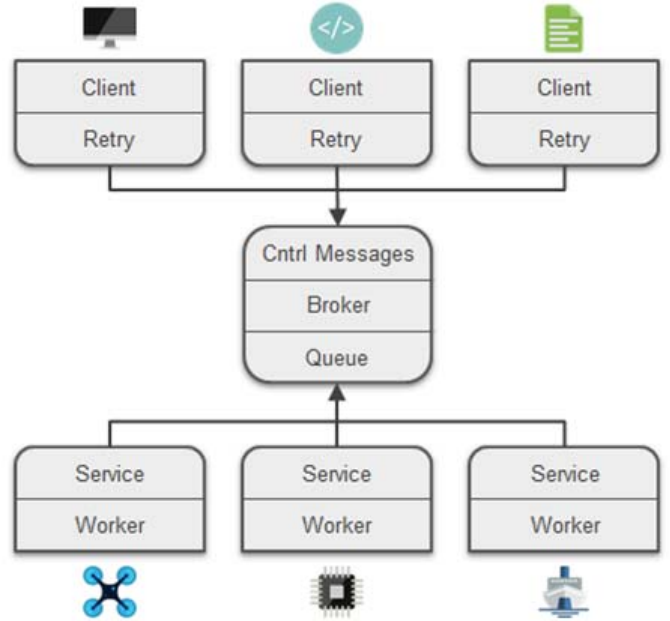 Client
Retry
Client
Retry
Client
Retry
Cntrl Messages
Broker
Queue
Service
Worker
Service
Worker
Service
Worker